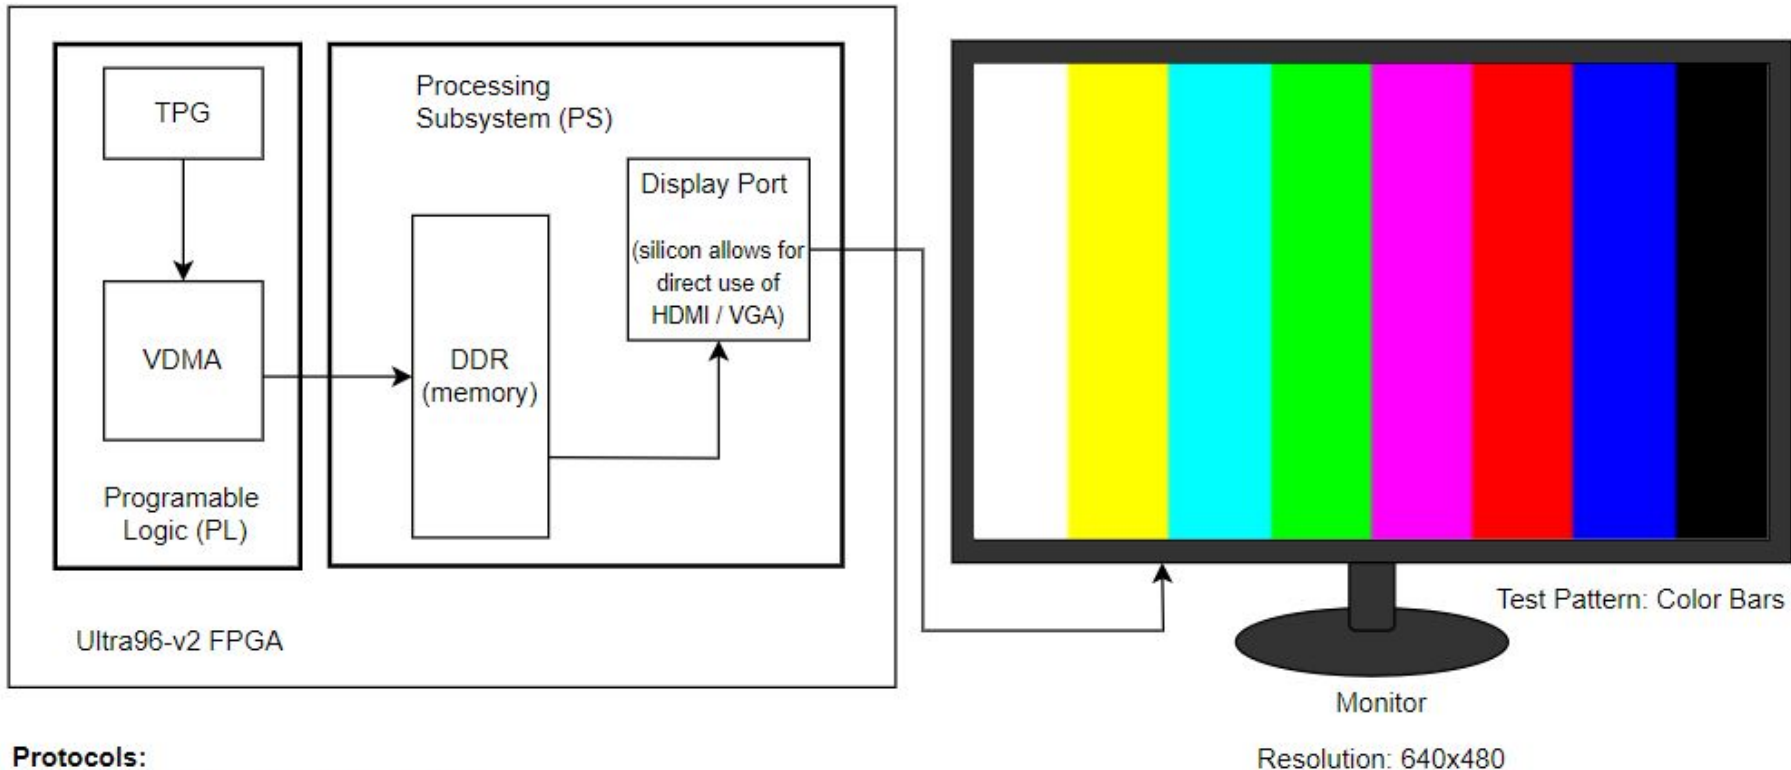 TPG
VDMA
Programable
Logic (PL)
Ultra96-v2 FPGA
Processing
Subsystem (PS)
DDR
(memory)
Display Port
(silicon allows for
direct use of
HDMI / VGA)
Test Pattern: Color Bars
Monitor
Protocols:
Resolution: 640x480